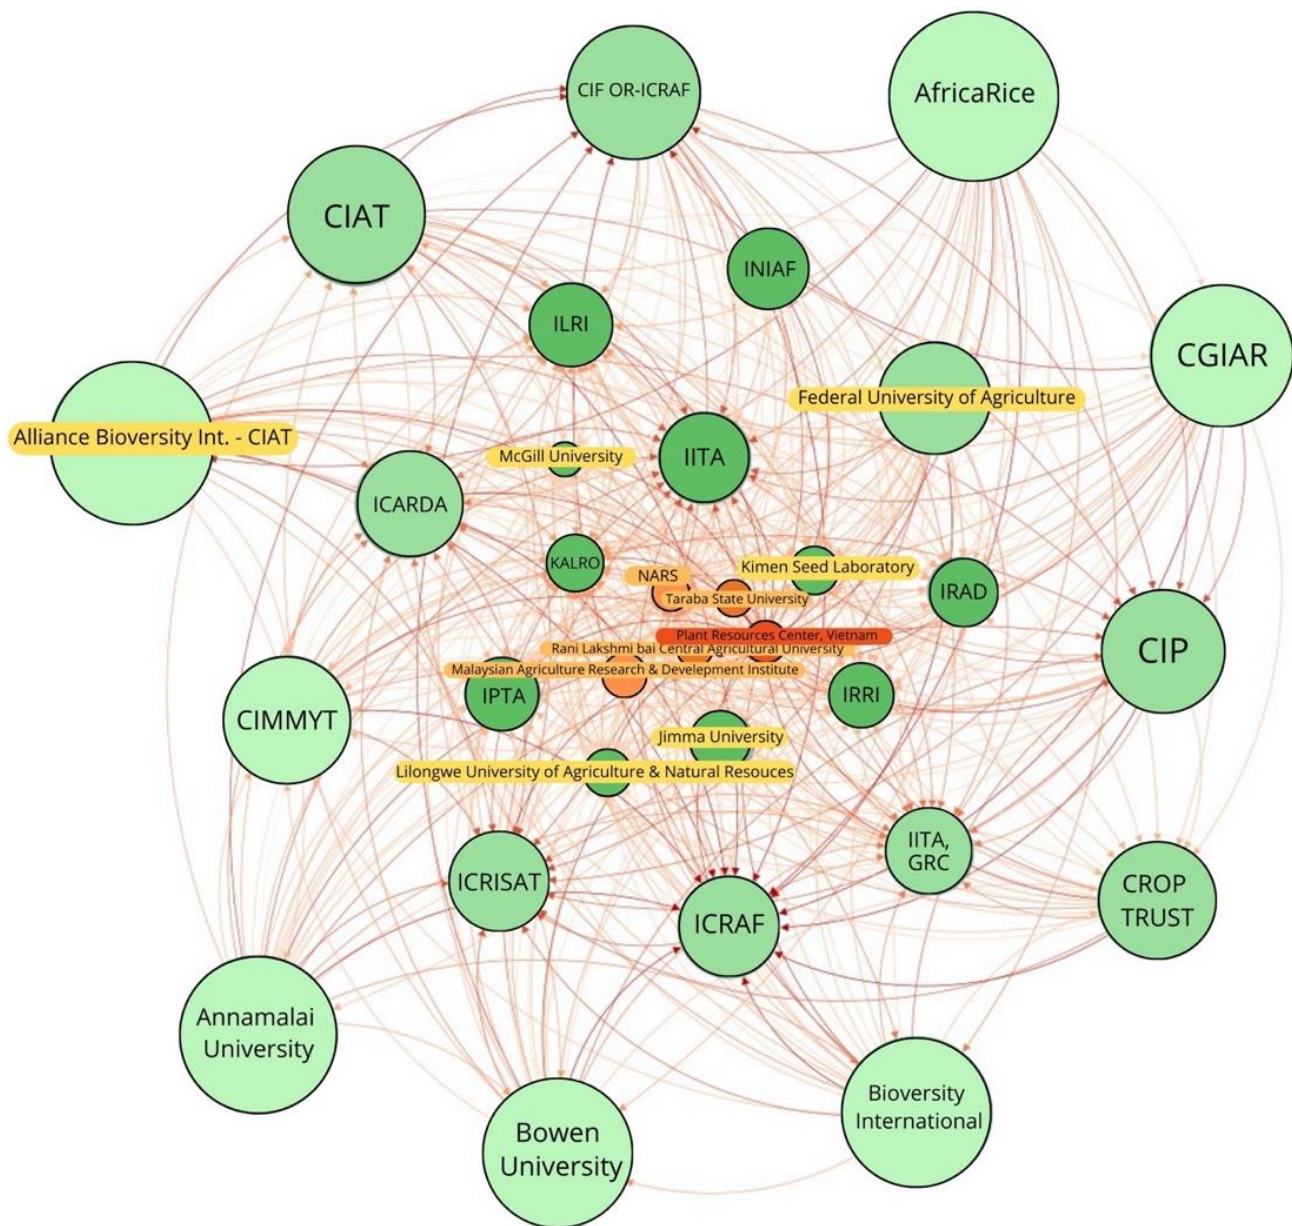 CIF OR-ICRAF
AfricaRice
CIAT
INIAF
ILRI
CGIAR
Federal University of Agriculture
Alliance Bioversity Int. - CIAT
McGill University
IITA
ICARDA
KALRO
NARS
Kimen Seed Laboratory
Taraba State University
IRAD
Plant Resources Center, Vietnam
Rani Lakshmi bai Central Agricultural University
CIP
Malaysian Agriculture Research & Develepment Institute
IPTA
IRRI
CIMMYT
Jimma University
Lilongwe University of Agriculture & Natural Resouces
IITA,
GRC
ICRISAT
CROP
TRUST
ICRAF
Annamalai
University
Bioversity
International
Bowen
University